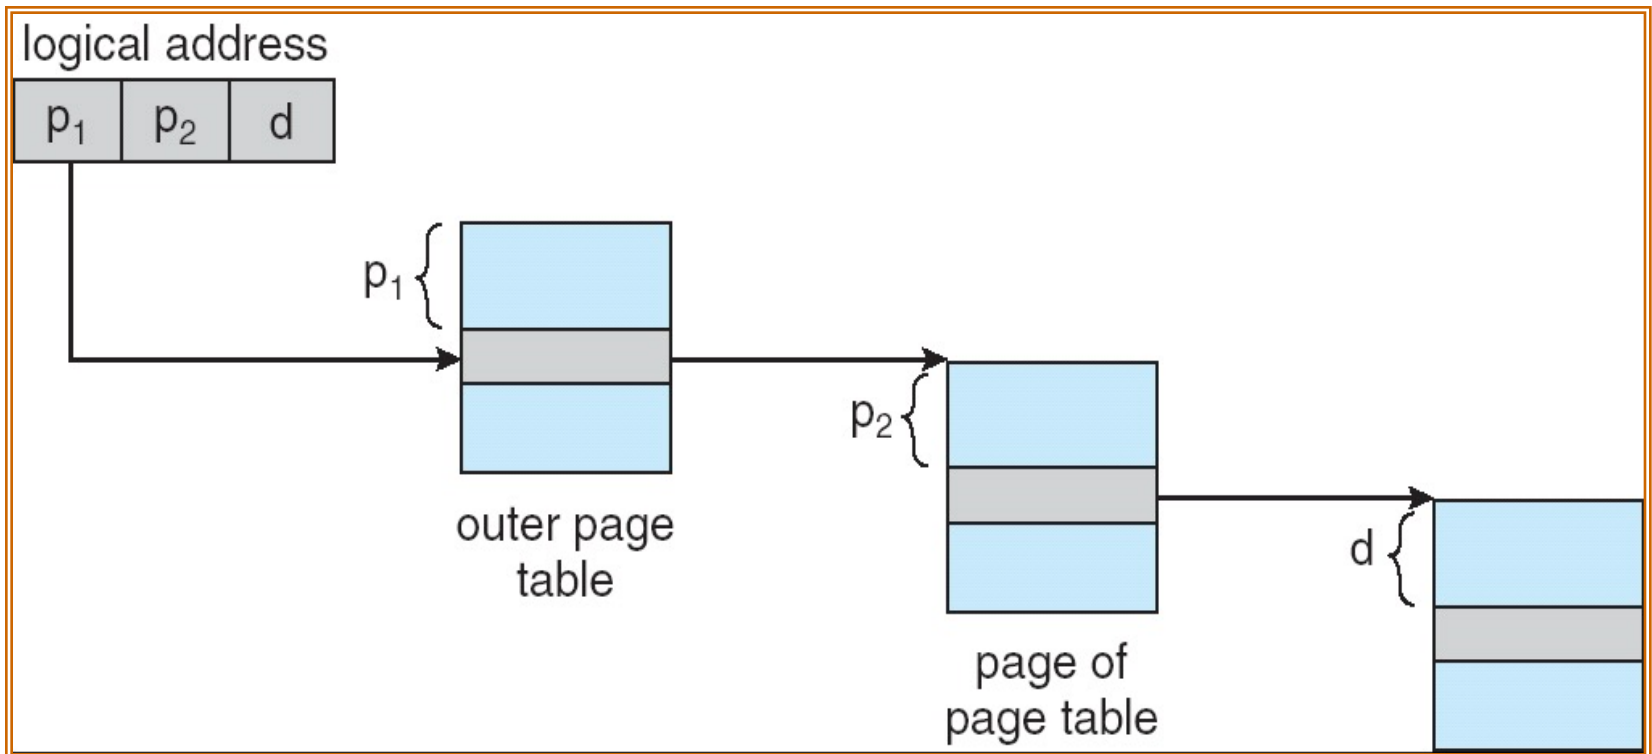 logical address
p₁ p₂ d
p₁
outer page
table
p₂
page of
page table
d